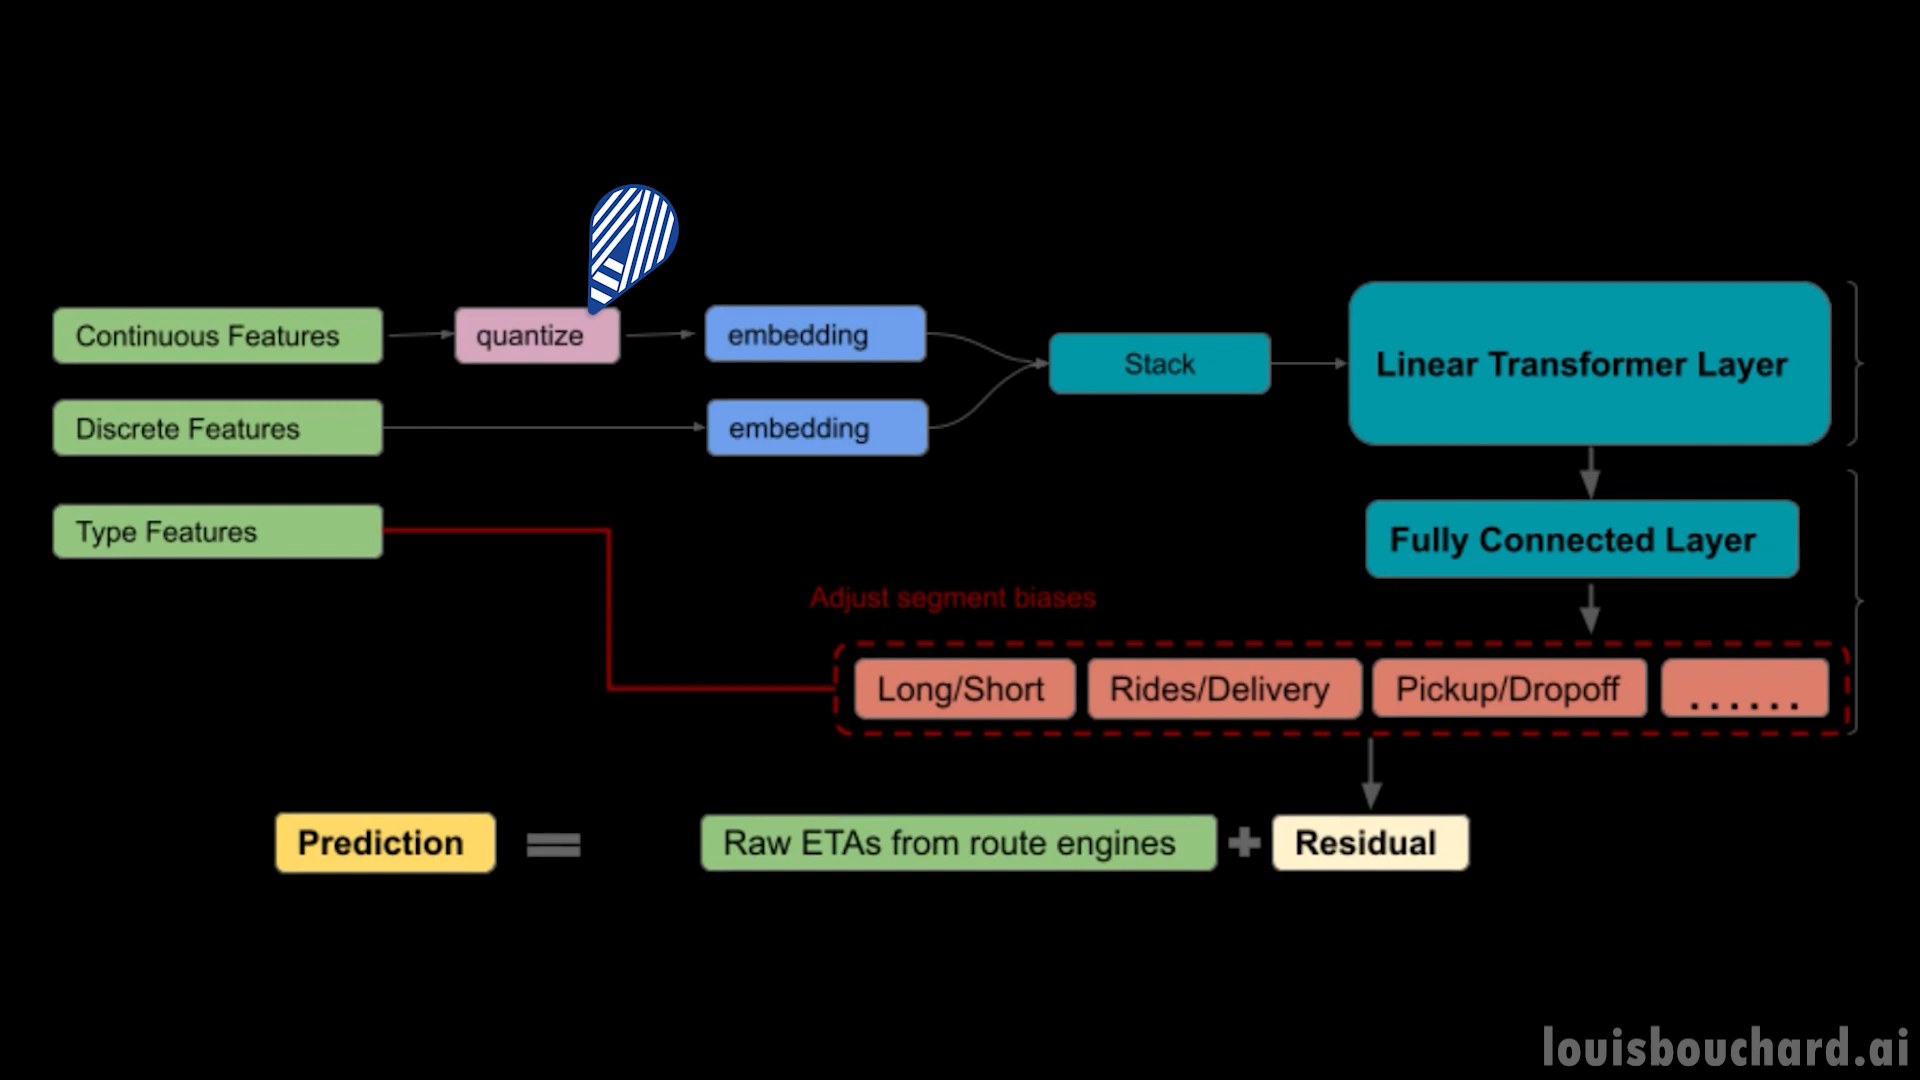 Continuous Features
quantize
embedding
Stack
Linear Transformer Layer
Discrete Features
embedding
Type Features
Fully Connected Layer
Adjust segment biases
Long/Short
Rides/Delivery
Pickup/Dropoff
......
Prediction = Raw ETAs from route engines + Residual
louisbouchard.ai